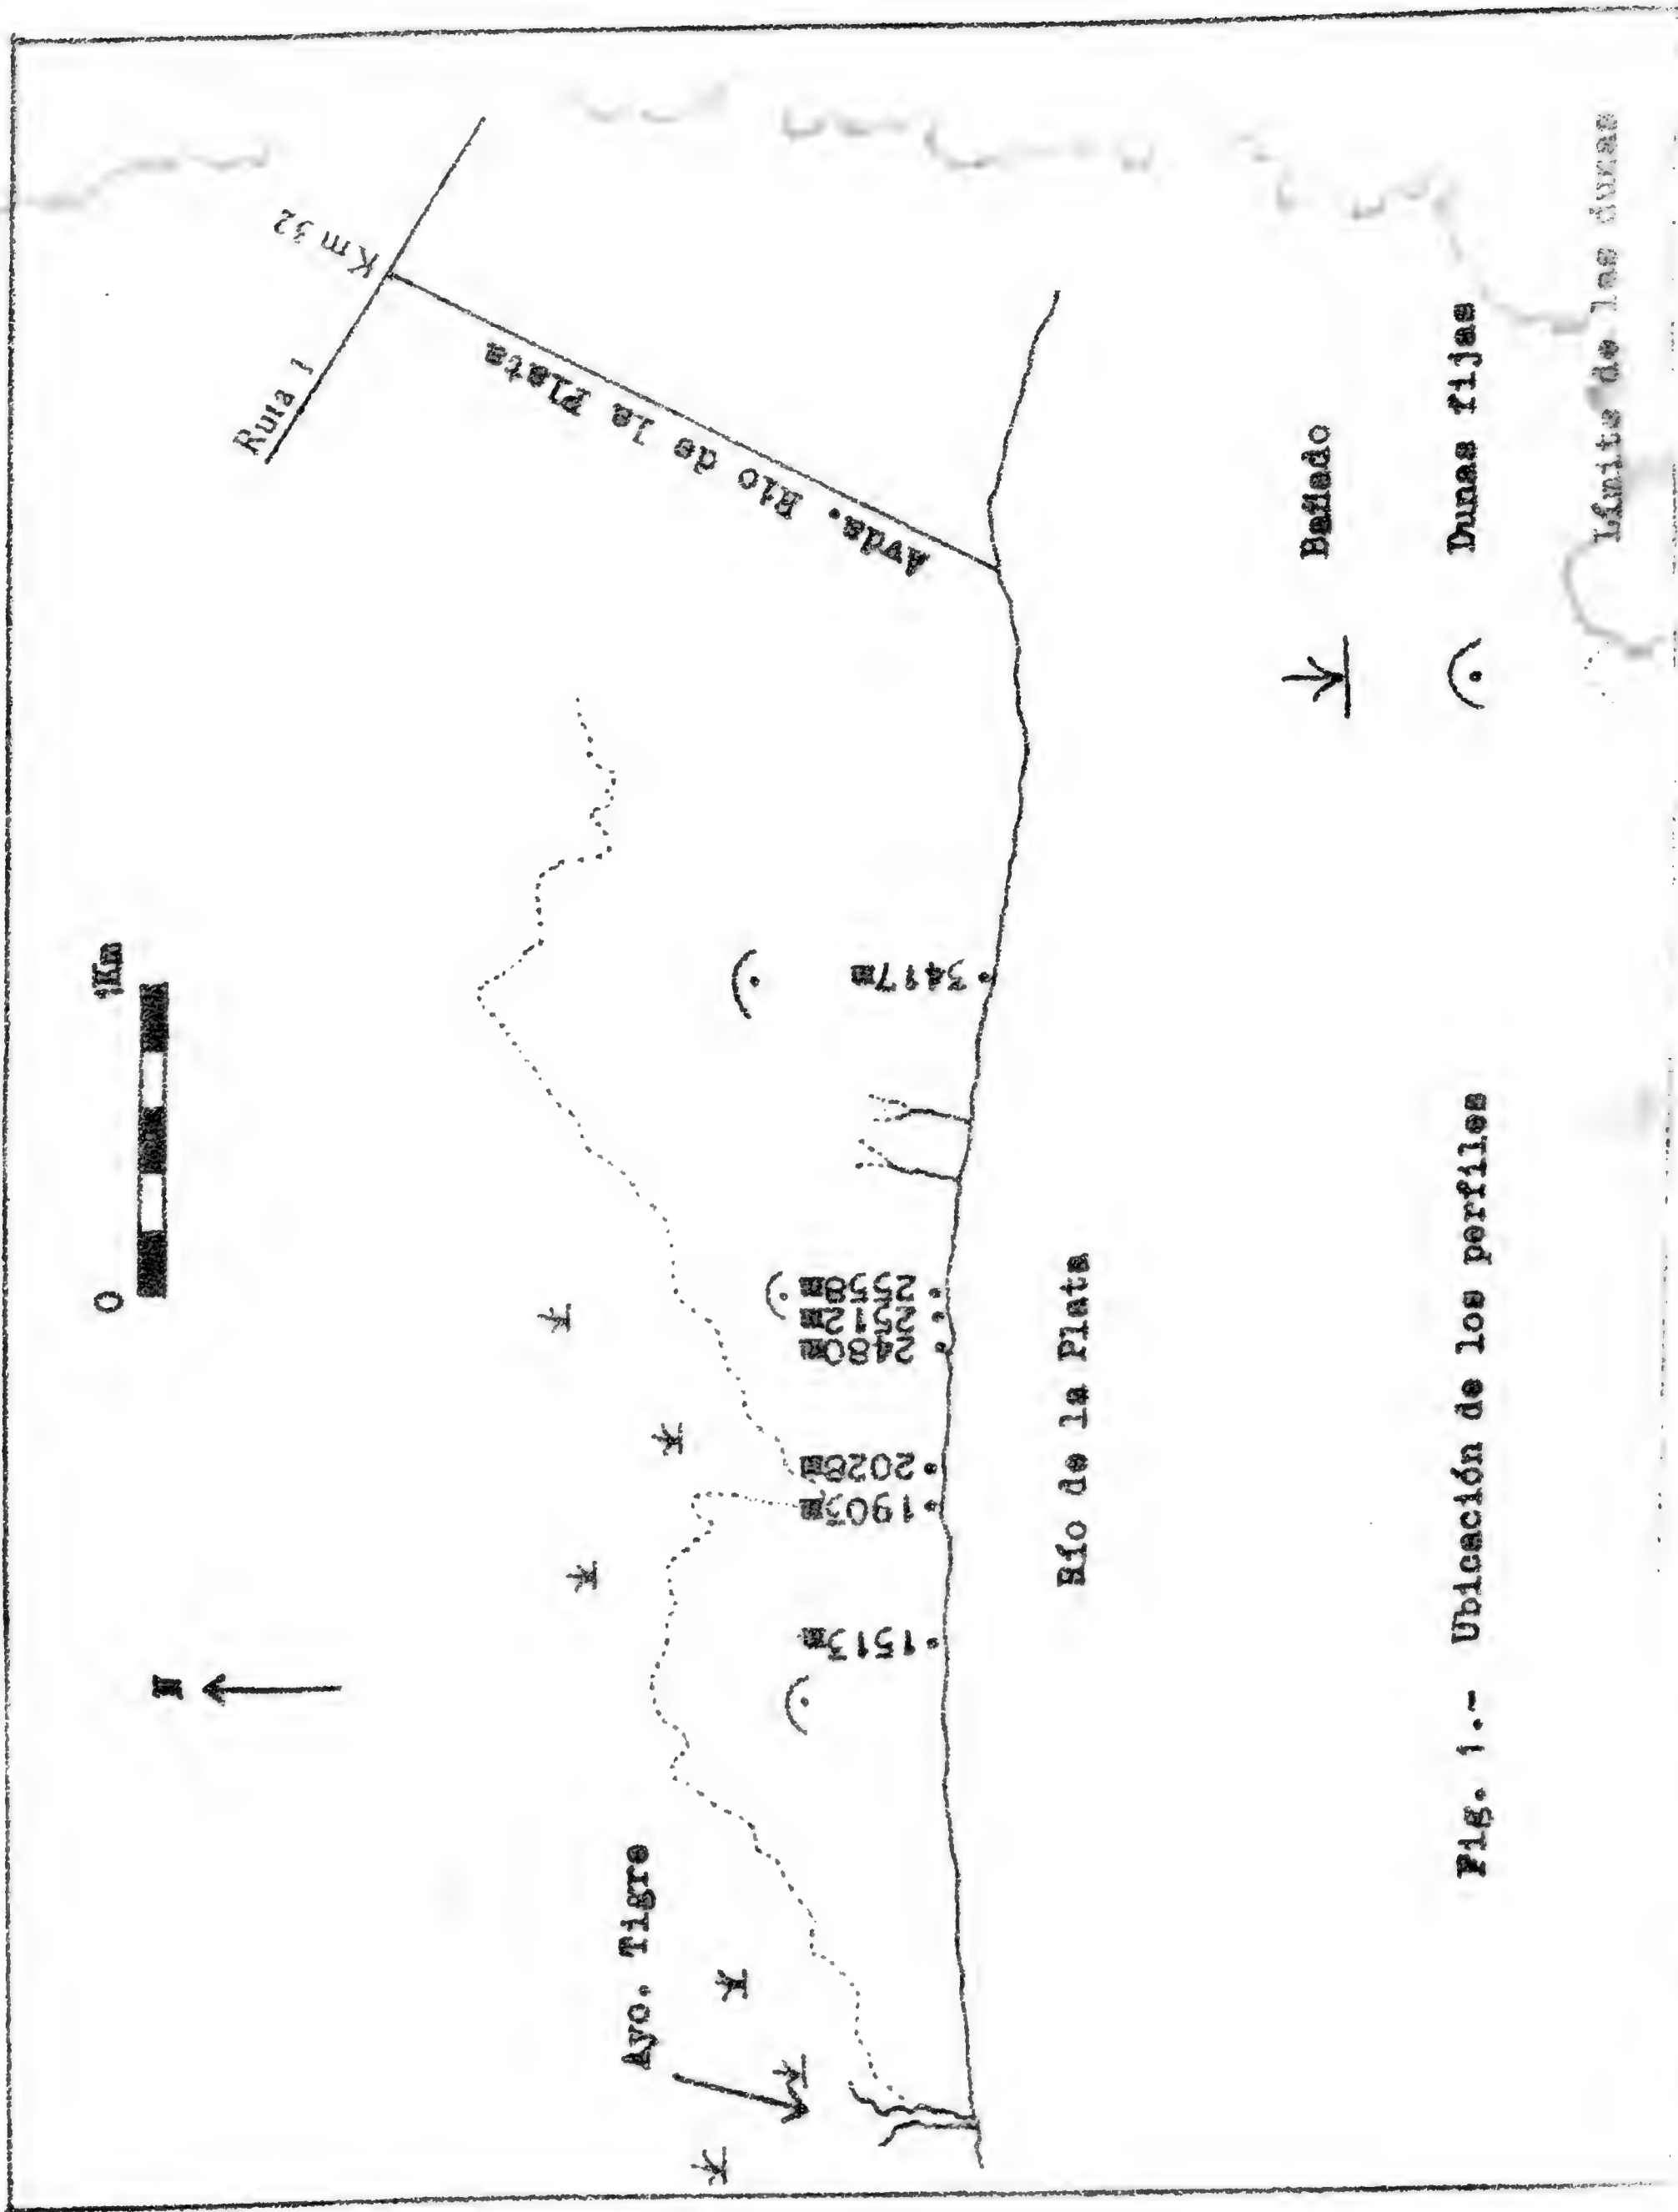 N
0 1Km
Ruta 1
Km 32
Avda. Río de la Plata
Ayo. Tigre
1513m
1903m
2028m
2480m
2512m
2558m
3417m
Río de la Plata
Bañado
Dunas fijas
Límite de las dunas
Fig. 1.- Ubicación de los perfiles